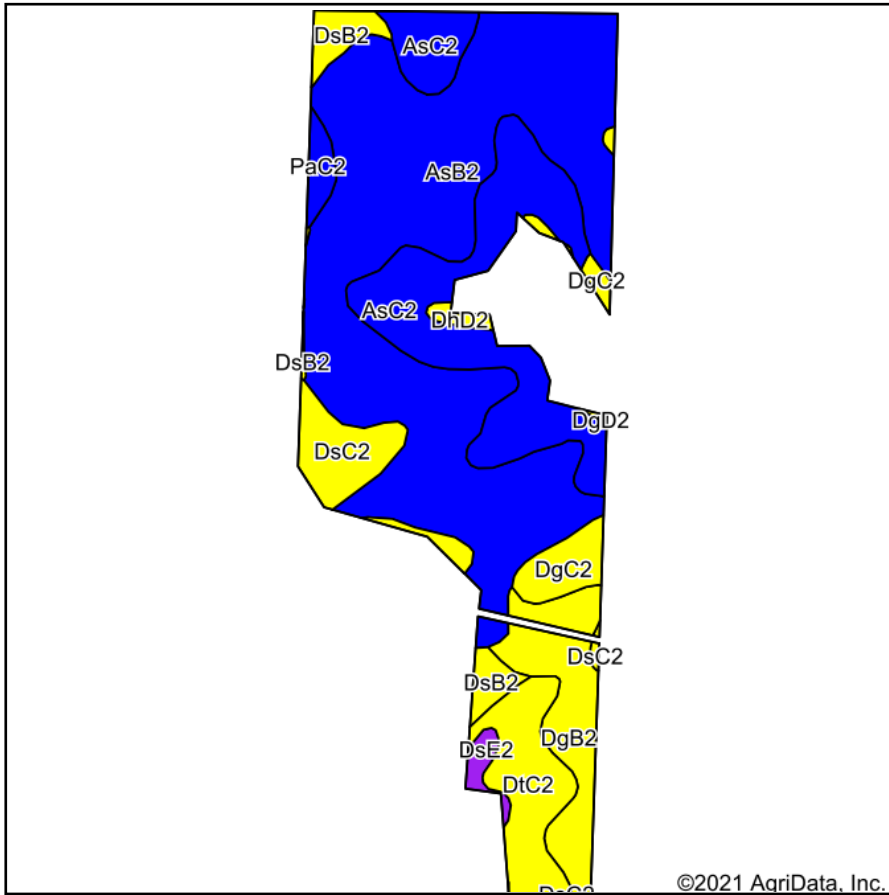 DsB2
AsC2
PaC2
AsB2
DgC2
AsC2
DhD2
DsB2
DgD2
DsC2
DgC2
DsC2
DsB2
DgB2
DsE2
DtC2
©2021 AgriData, Inc.